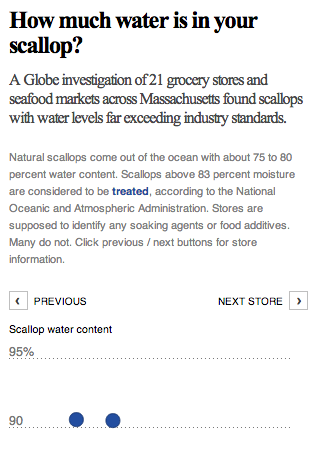 How much water is in your
scallop?
A Globe investigation of 21 grocery stores and
seafood markets across Massachusetts found scallops
with water levels far exceeding industry standards.
Natural scallops come out of the ocean with about 75 to 80
percent water content. Scallops above 83 percent moisture
are considered to be treated, according to the National
Oceanic and Atmospheric Administration. Stores are
supposed to identify any soaking agents or food additives.
Many do not. Click previous / next buttons for store
information.
‹ PREVIOUS NEXT STORE ›
Scallop water content
95%
90